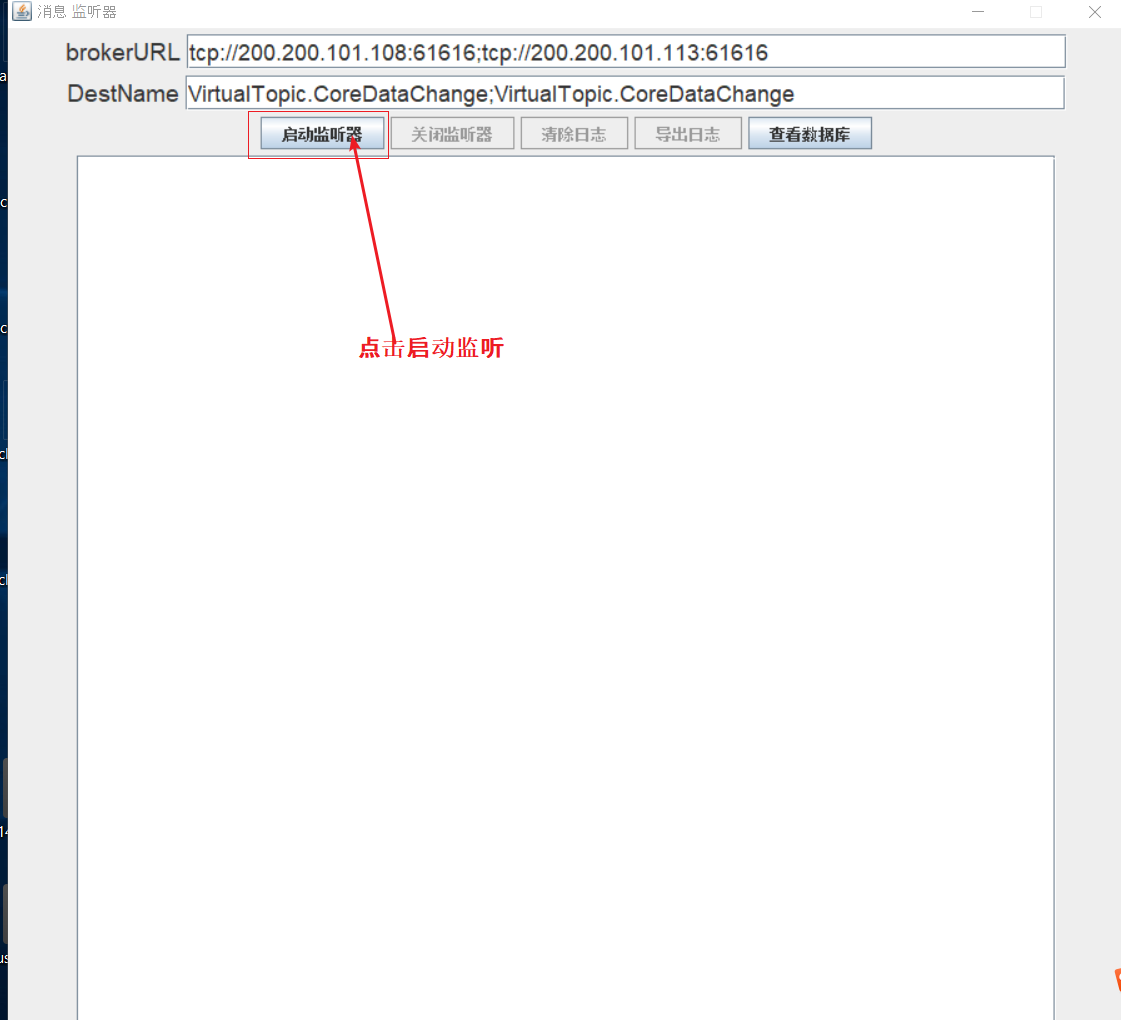 消息 监听器
brokerURL tcp://200.200.101.108:61616;tcp://200.200.101.113:61616
DestName VirtualTopic.CoreDataChange;VirtualTopic.CoreDataChange
启动监听器 关闭监听器 清除日志 导出日志 查看数据库
点击启动监听